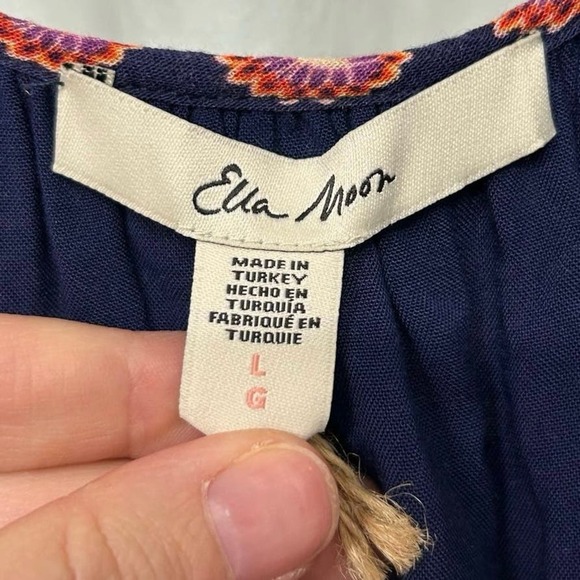 Ella Moon
MADE IN
TURKEY
HECHO EN
TURQUÍA
FABRIQUÉ EN
TURQUIE
L
G